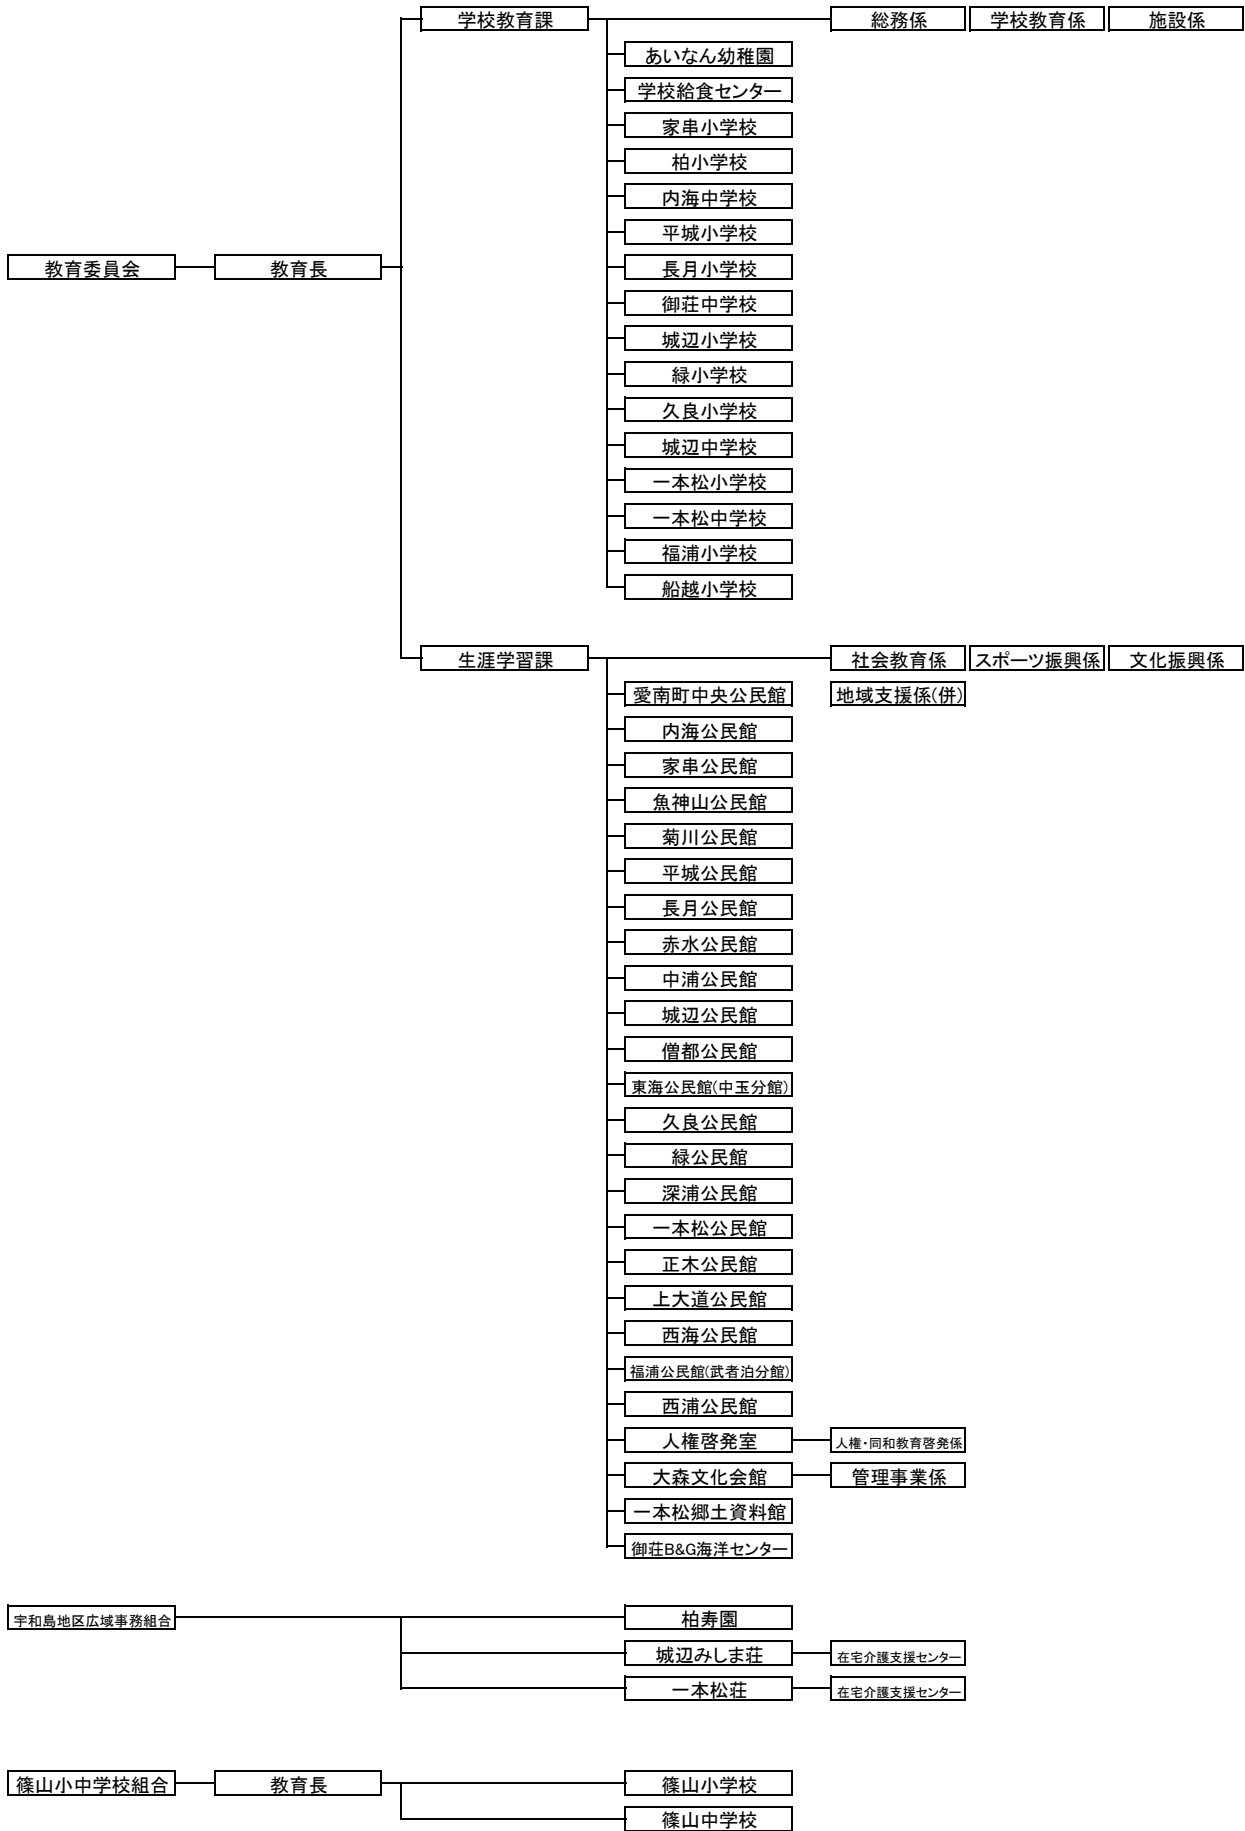 学校教育課 総務係 学校教育係 施設係
あいなん幼稚園
学校給食センター
家串小学校
柏小学校
内海中学校
平城小学校
教育委員会 教育長 長月小学校
御荘中学校
城辺小学校
緑小学校
久良小学校
城辺中学校
一本松小学校
一本松中学校
福浦小学校
船越小学校
生涯学習課 社会教育係 スポーツ振興係 文化振興係
愛南町中央公民館 地域支援係(併)
内海公民館
家串公民館
魚神山公民館
菊川公民館
平城公民館
長月公民館
赤水公民館
中浦公民館
城辺公民館
僧都公民館
東海公民館(中玉分館)
久良公民館
緑公民館
深浦公民館
一本松公民館
正木公民館
上大道公民館
西海公民館
福浦公民館(武者泊分館)
西浦公民館
人権啓発室 人権・同和教育啓発係
大森文化会館 管理事業係
一本松郷土資料館
御荘B&G海洋センター
宇和島地区広域事務組合 柏寿園
城辺みしま荘 在宅介護支援センター
一本松荘 在宅介護支援センター
篠山小中学校組合 教育長 篠山小学校
篠山中学校